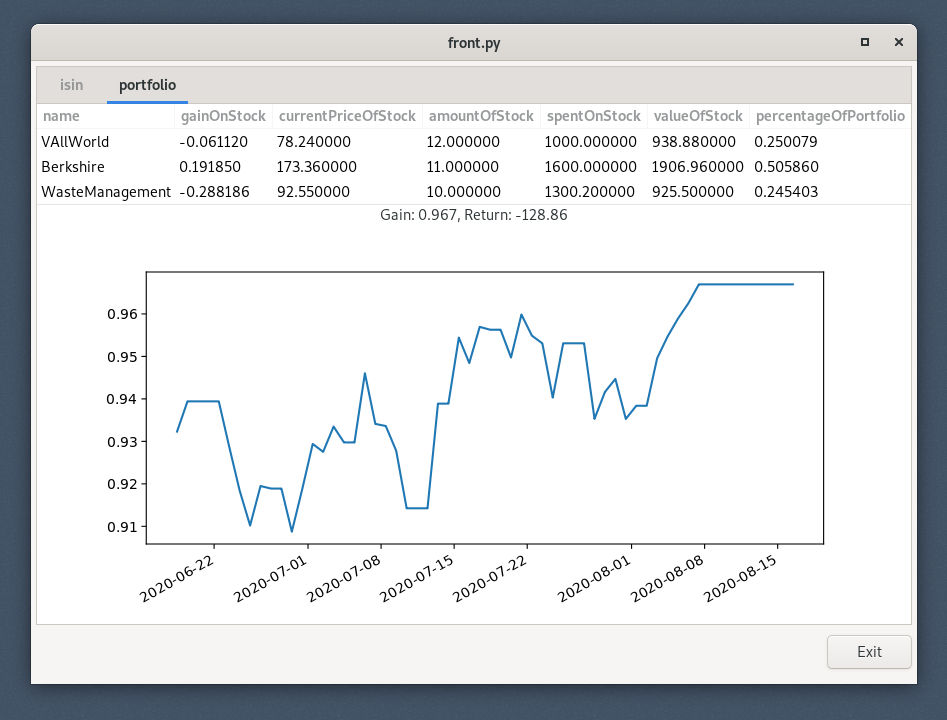 front.py
isin portfolio
name gainOnStock currentPriceOfStock amountOfStock spentOnStock valueOfStock percentageOfPortfolio
VAllWorld -0.061120 78.240000 12.000000 1000.000000 938.880000 0.250079
Berkshire 0.191850 173.360000 11.000000 1600.000000 1906.960000 0.505860
WasteManagement -0.288186 92.550000 10.000000 1300.200000 925.500000 0.245403
Gain: 0.967, Return: -128.86
0.96
0.95
0.94
0.93
0.92
0.91
2020-06-22 2020-07-01 2020-07-08 2020-07-15 2020-07-22 2020-08-01 2020-08-08 2020-08-15
Exit